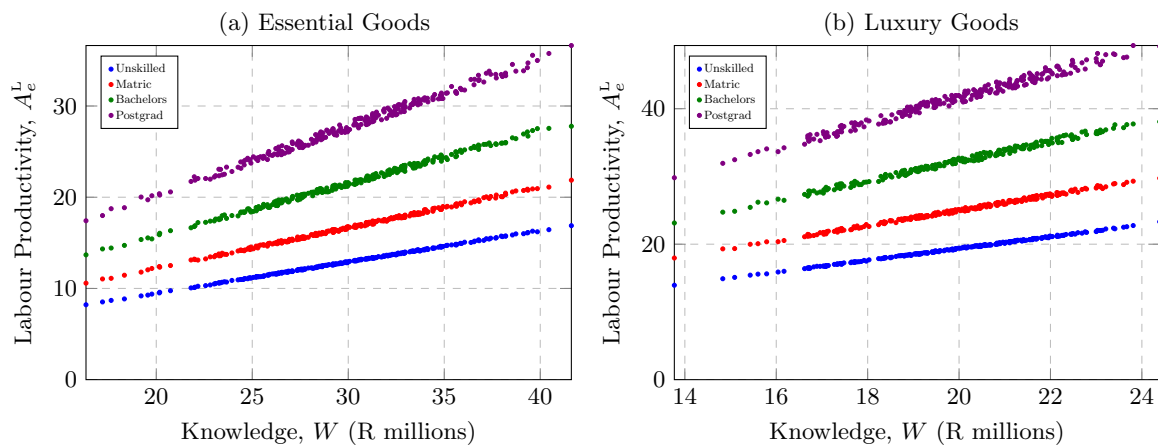 (a) Essential Goods
Labour Productivity, A_e^L
30
20
10
0
Unskilled
Matric
Bachelors
Postgrad
20 25 30 35 40
Knowledge, W (R millions)
(b) Luxury Goods
Labour Productivity, A_e^L
40
20
0
Unskilled
Matric
Bachelors
Postgrad
14 16 18 20 22 24
Knowledge, W (R millions)